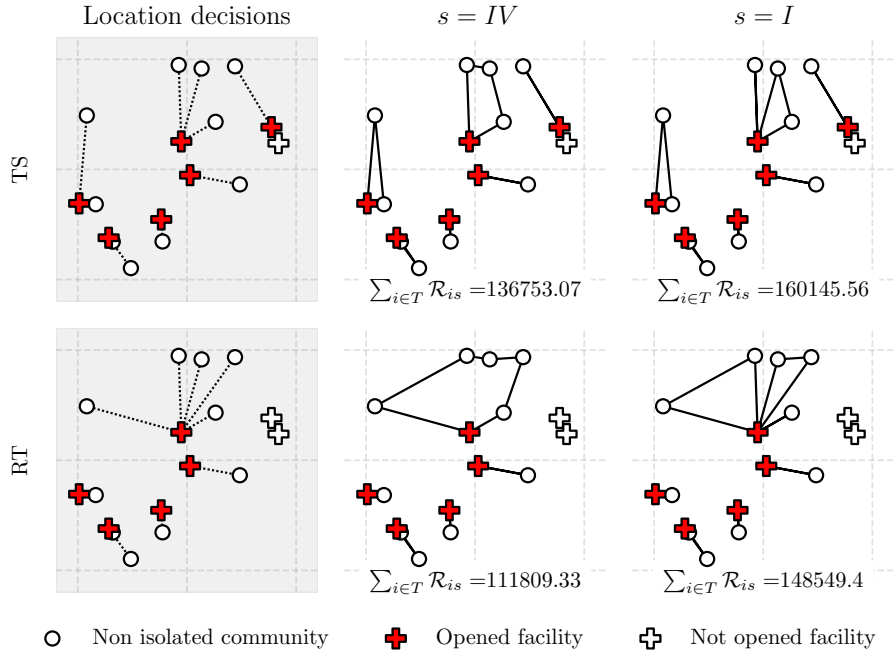 Location decisions
s = IV
s = I
TS
∑i∈T Ris =136753.07
∑i∈T Ris =160145.56
RT
∑i∈T Ris =111809.33
∑i∈T Ris =148549.4
Non isolated community
Opened facility
Not opened facility